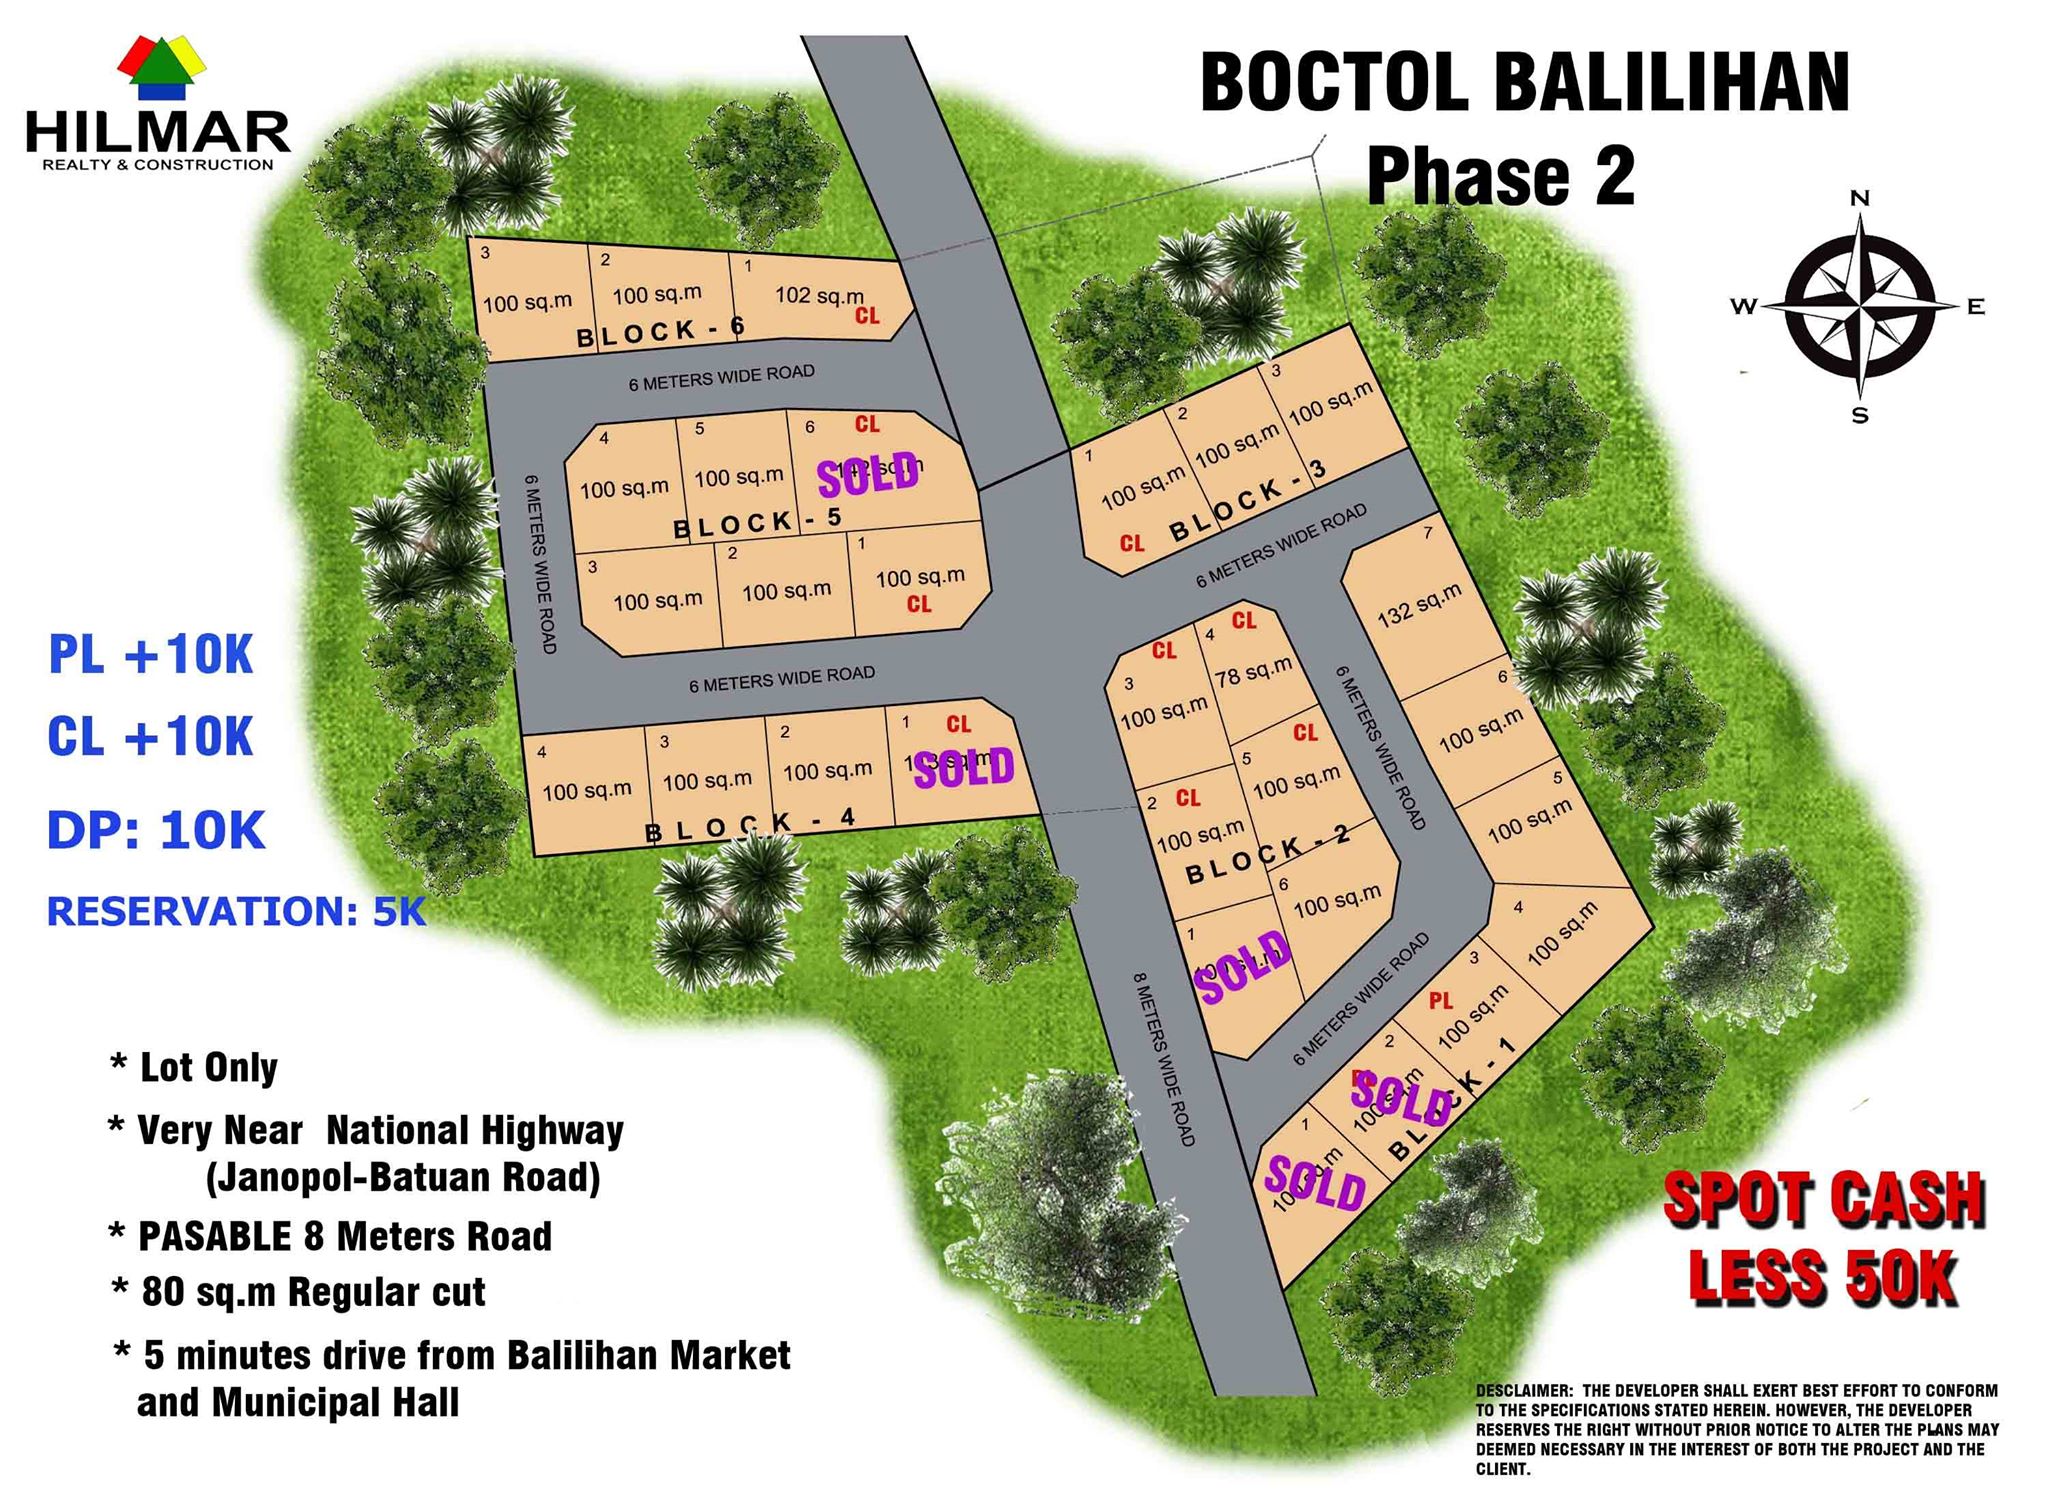 HILMAR
REALTY & CONSTRUCTION
BOCTOL BALILIHAN
Phase 2
N
W
E
S
3
100 sq.m
2
100 sq.m
1
102 sq.m
CL
BLOCK - 6
6 METERS WIDE ROAD
6 METERS WIDE ROAD
4
100 sq.m
5
100 sq.m
6
CL
SOLD
BLOCK - 5
3
100 sq.m
2
100 sq.m
1
100 sq.m
CL
6 METERS WIDE ROAD
4
100 sq.m
3
100 sq.m
2
100 sq.m
1
CL
SOLD
BLOCK - 4
1
100 sq.m
CL
2
100 sq.m
3
100 sq.m
BLOCK - 3
6 METERS WIDE ROAD
3
CL
100 sq.m
4
CL
78 sq.m
2
CL
100 sq.m
5
CL
100 sq.m
BLOCK - 2
1
SOLD
6
100 sq.m
6 METERS WIDE ROAD
7
132 sq.m
6
100 sq.m
5
100 sq.m
4
100 sq.m
3
PL
100 sq.m
2
SOLD
1
SOLD
BLOCK - 1
6 METERS WIDE ROAD
8 METERS WIDE ROAD
PL +10K
CL +10K
DP: 10K
RESERVATION: 5K
* Lot Only
* Very Near National Highway
(Janopol-Batuan Road)
* PASABLE 8 Meters Road
* 80 sq.m Regular cut
* 5 minutes drive from Balilihan Market
and Municipal Hall
SPOT CASH
LESS 50K
DESCLAIMER: THE DEVELOPER SHALL EXERT BEST EFFORT TO CONFORM
TO THE SPECIFICATIONS STATED HEREIN. HOWEVER, THE DEVELOPER
RESERVES THE RIGHT WITHOUT PRIOR NOTICE TO ALTER THE PLANS MAY
DEEMED NECESSARY IN THE INTEREST OF BOTH THE PROJECT AND THE
CLIENT.